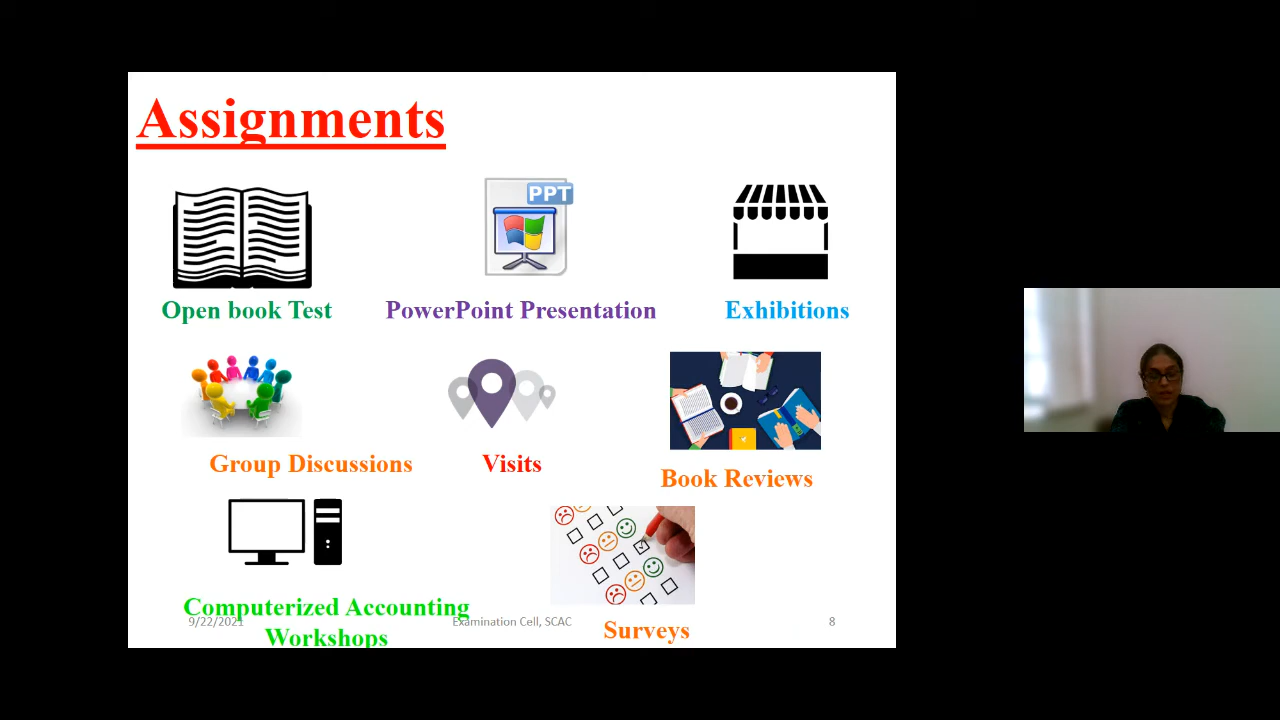 Assignments
PPT
Open book Test
PowerPoint Presentation
Exhibitions
Group Discussions
Visits
Book Reviews
Computerized Accounting
Workshops
Surveys
9/22/2021
Examination Cell, SCAC
8